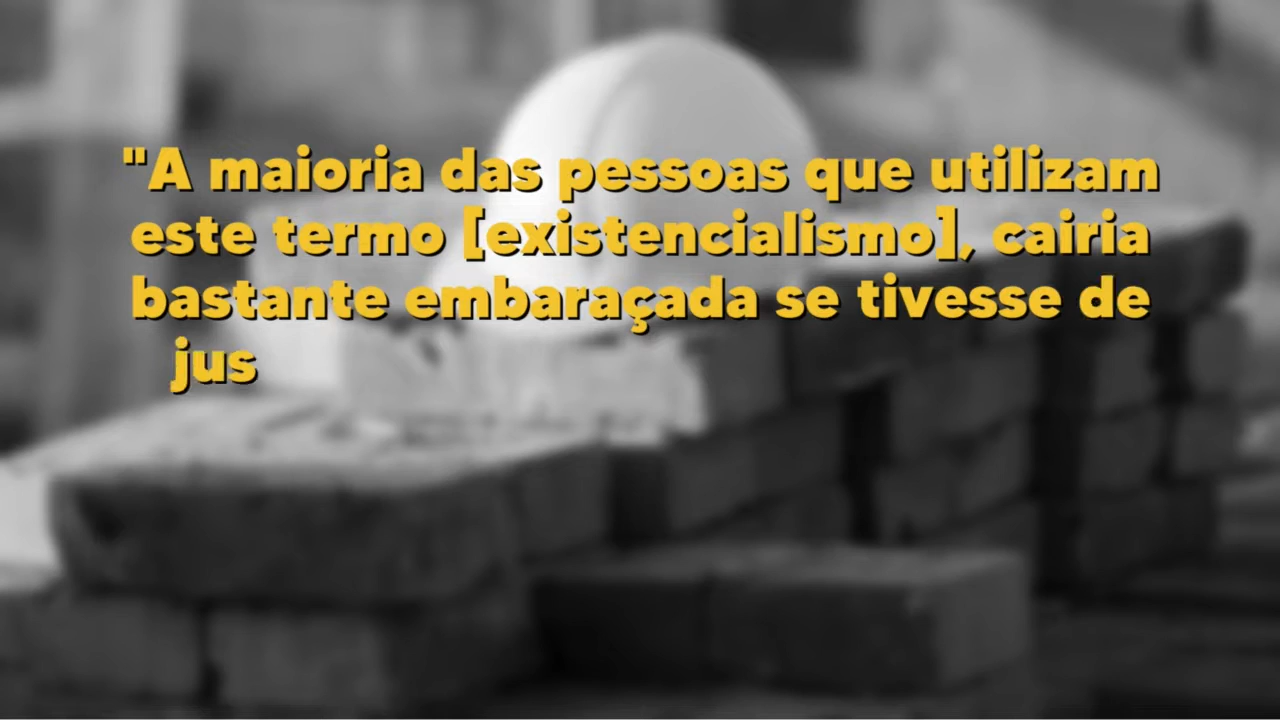 "A maioria das pessoas que utilizam
este termo [existencialismo], cairia
bastante embaraçada se tivesse de
jus